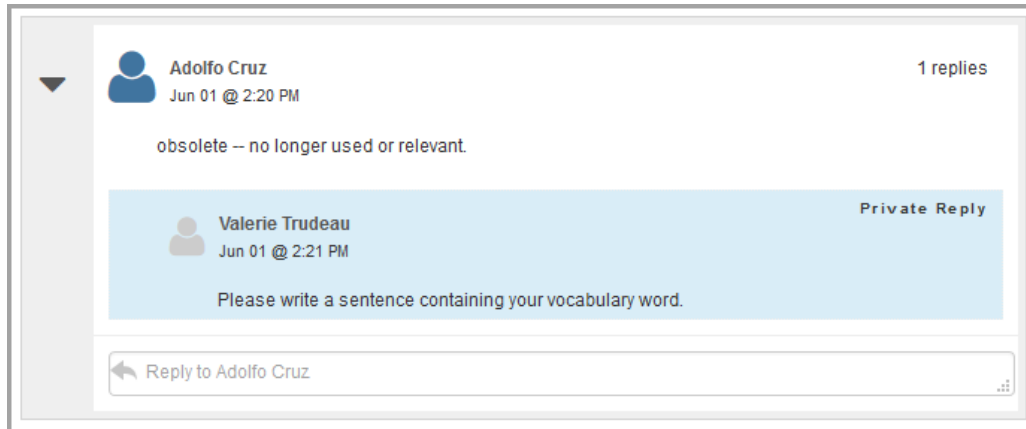 Adolfo Cruz
1 replies
Jun 01 @ 2:20 PM
obsolete -- no longer used or relevant.
Private Reply
Valerie Trudeau
Jun 01 @ 2:21 PM
Please write a sentence containing your vocabulary word.
Reply to Adolfo Cruz